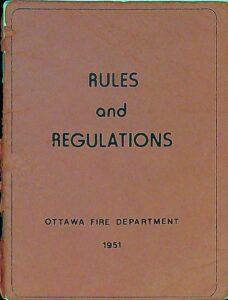 RULES
and
REGULATIONS
OTTAWA FIRE DEPARTMENT
1951